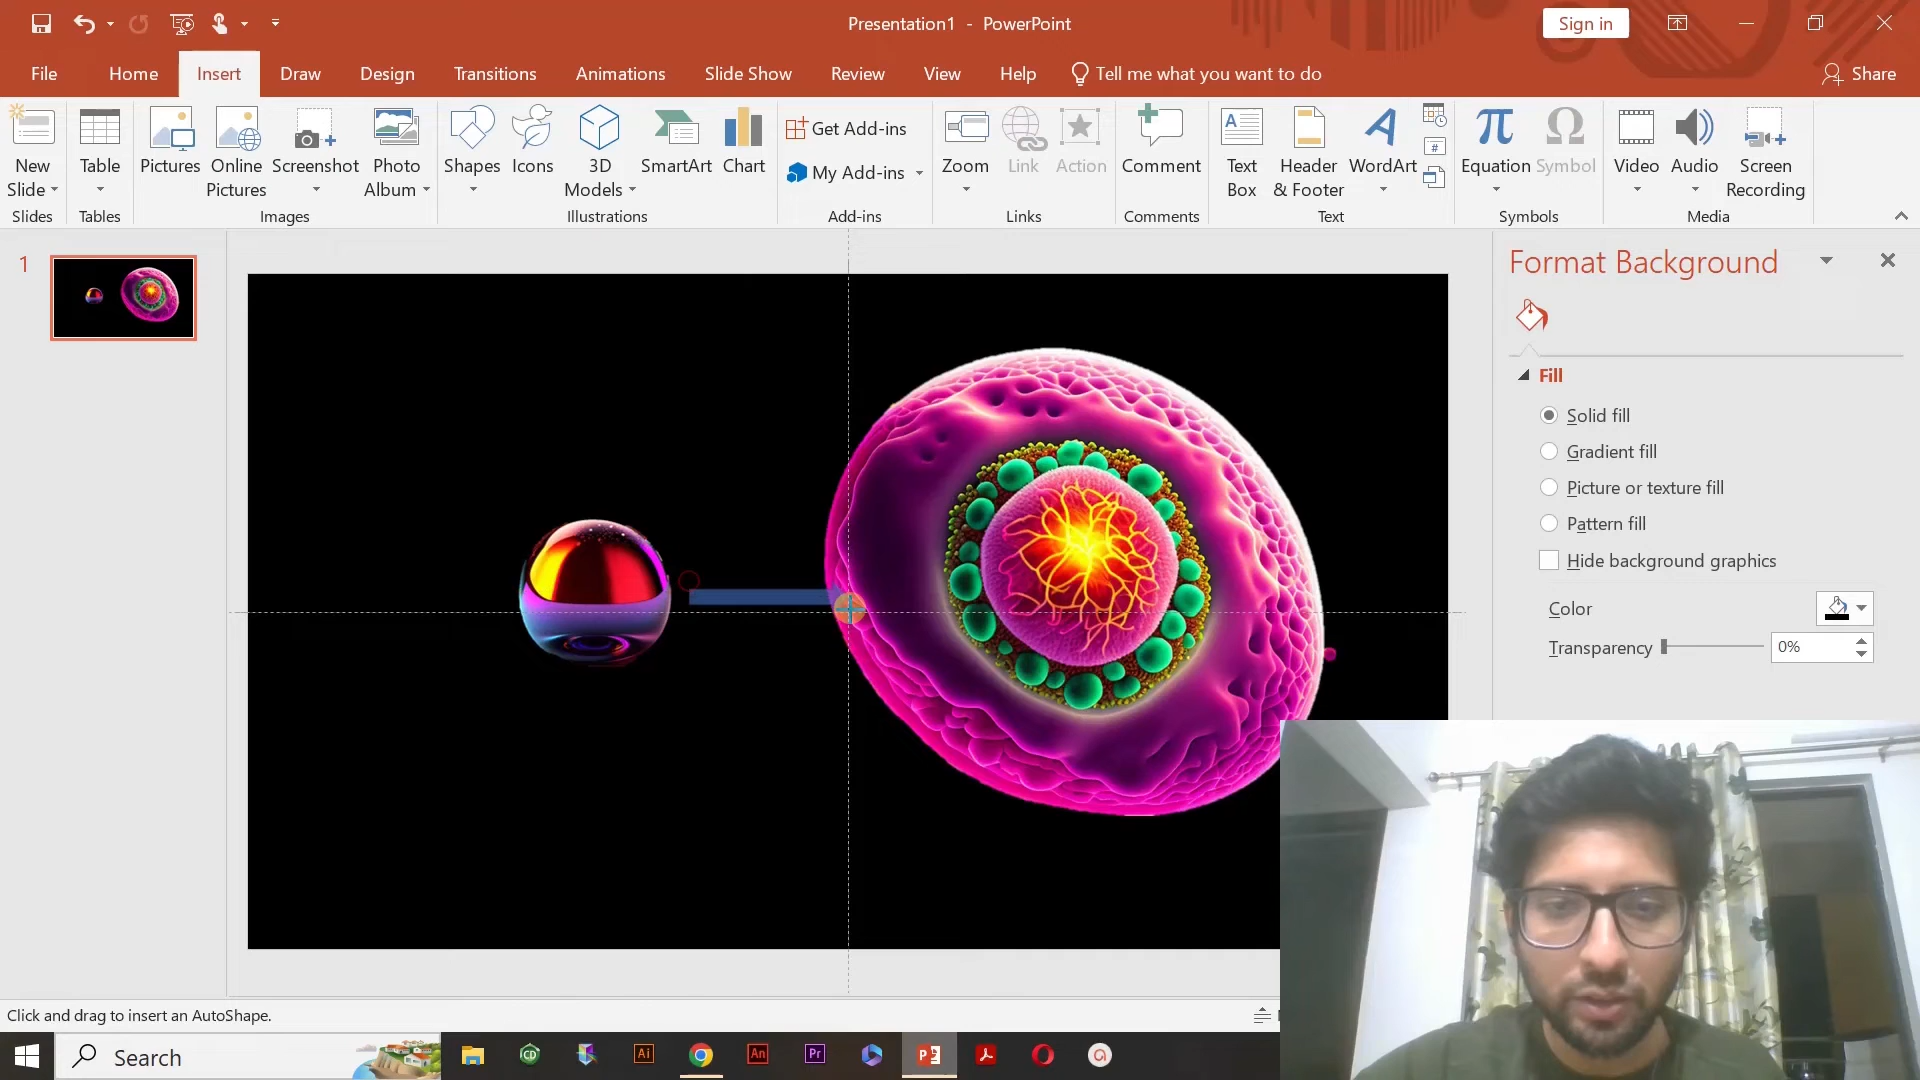 Presentation1 - PowerPoint
Sign in
File Home Insert Draw Design Transitions Animations Slide Show Review View Help Tell me what you want to do Share
New Slide
Table
Pictures
Online Pictures
Screenshot
Photo Album
Shapes
Icons
3D Models
SmartArt
Chart
Get Add-ins
My Add-ins
Zoom
Link
Action
Comment
Text Box
Header & Footer
WordArt
Equation
Symbol
Video
Audio
Screen Recording
Slides Tables Images Illustrations Add-ins Links Comments Text Symbols Media
1
Format Background
Fill
Solid fill
Gradient fill
Picture or texture fill
Pattern fill
Hide background graphics
Color
Transparency 0%
Click and drag to insert an AutoShape.
Search
Ai
An
Pr